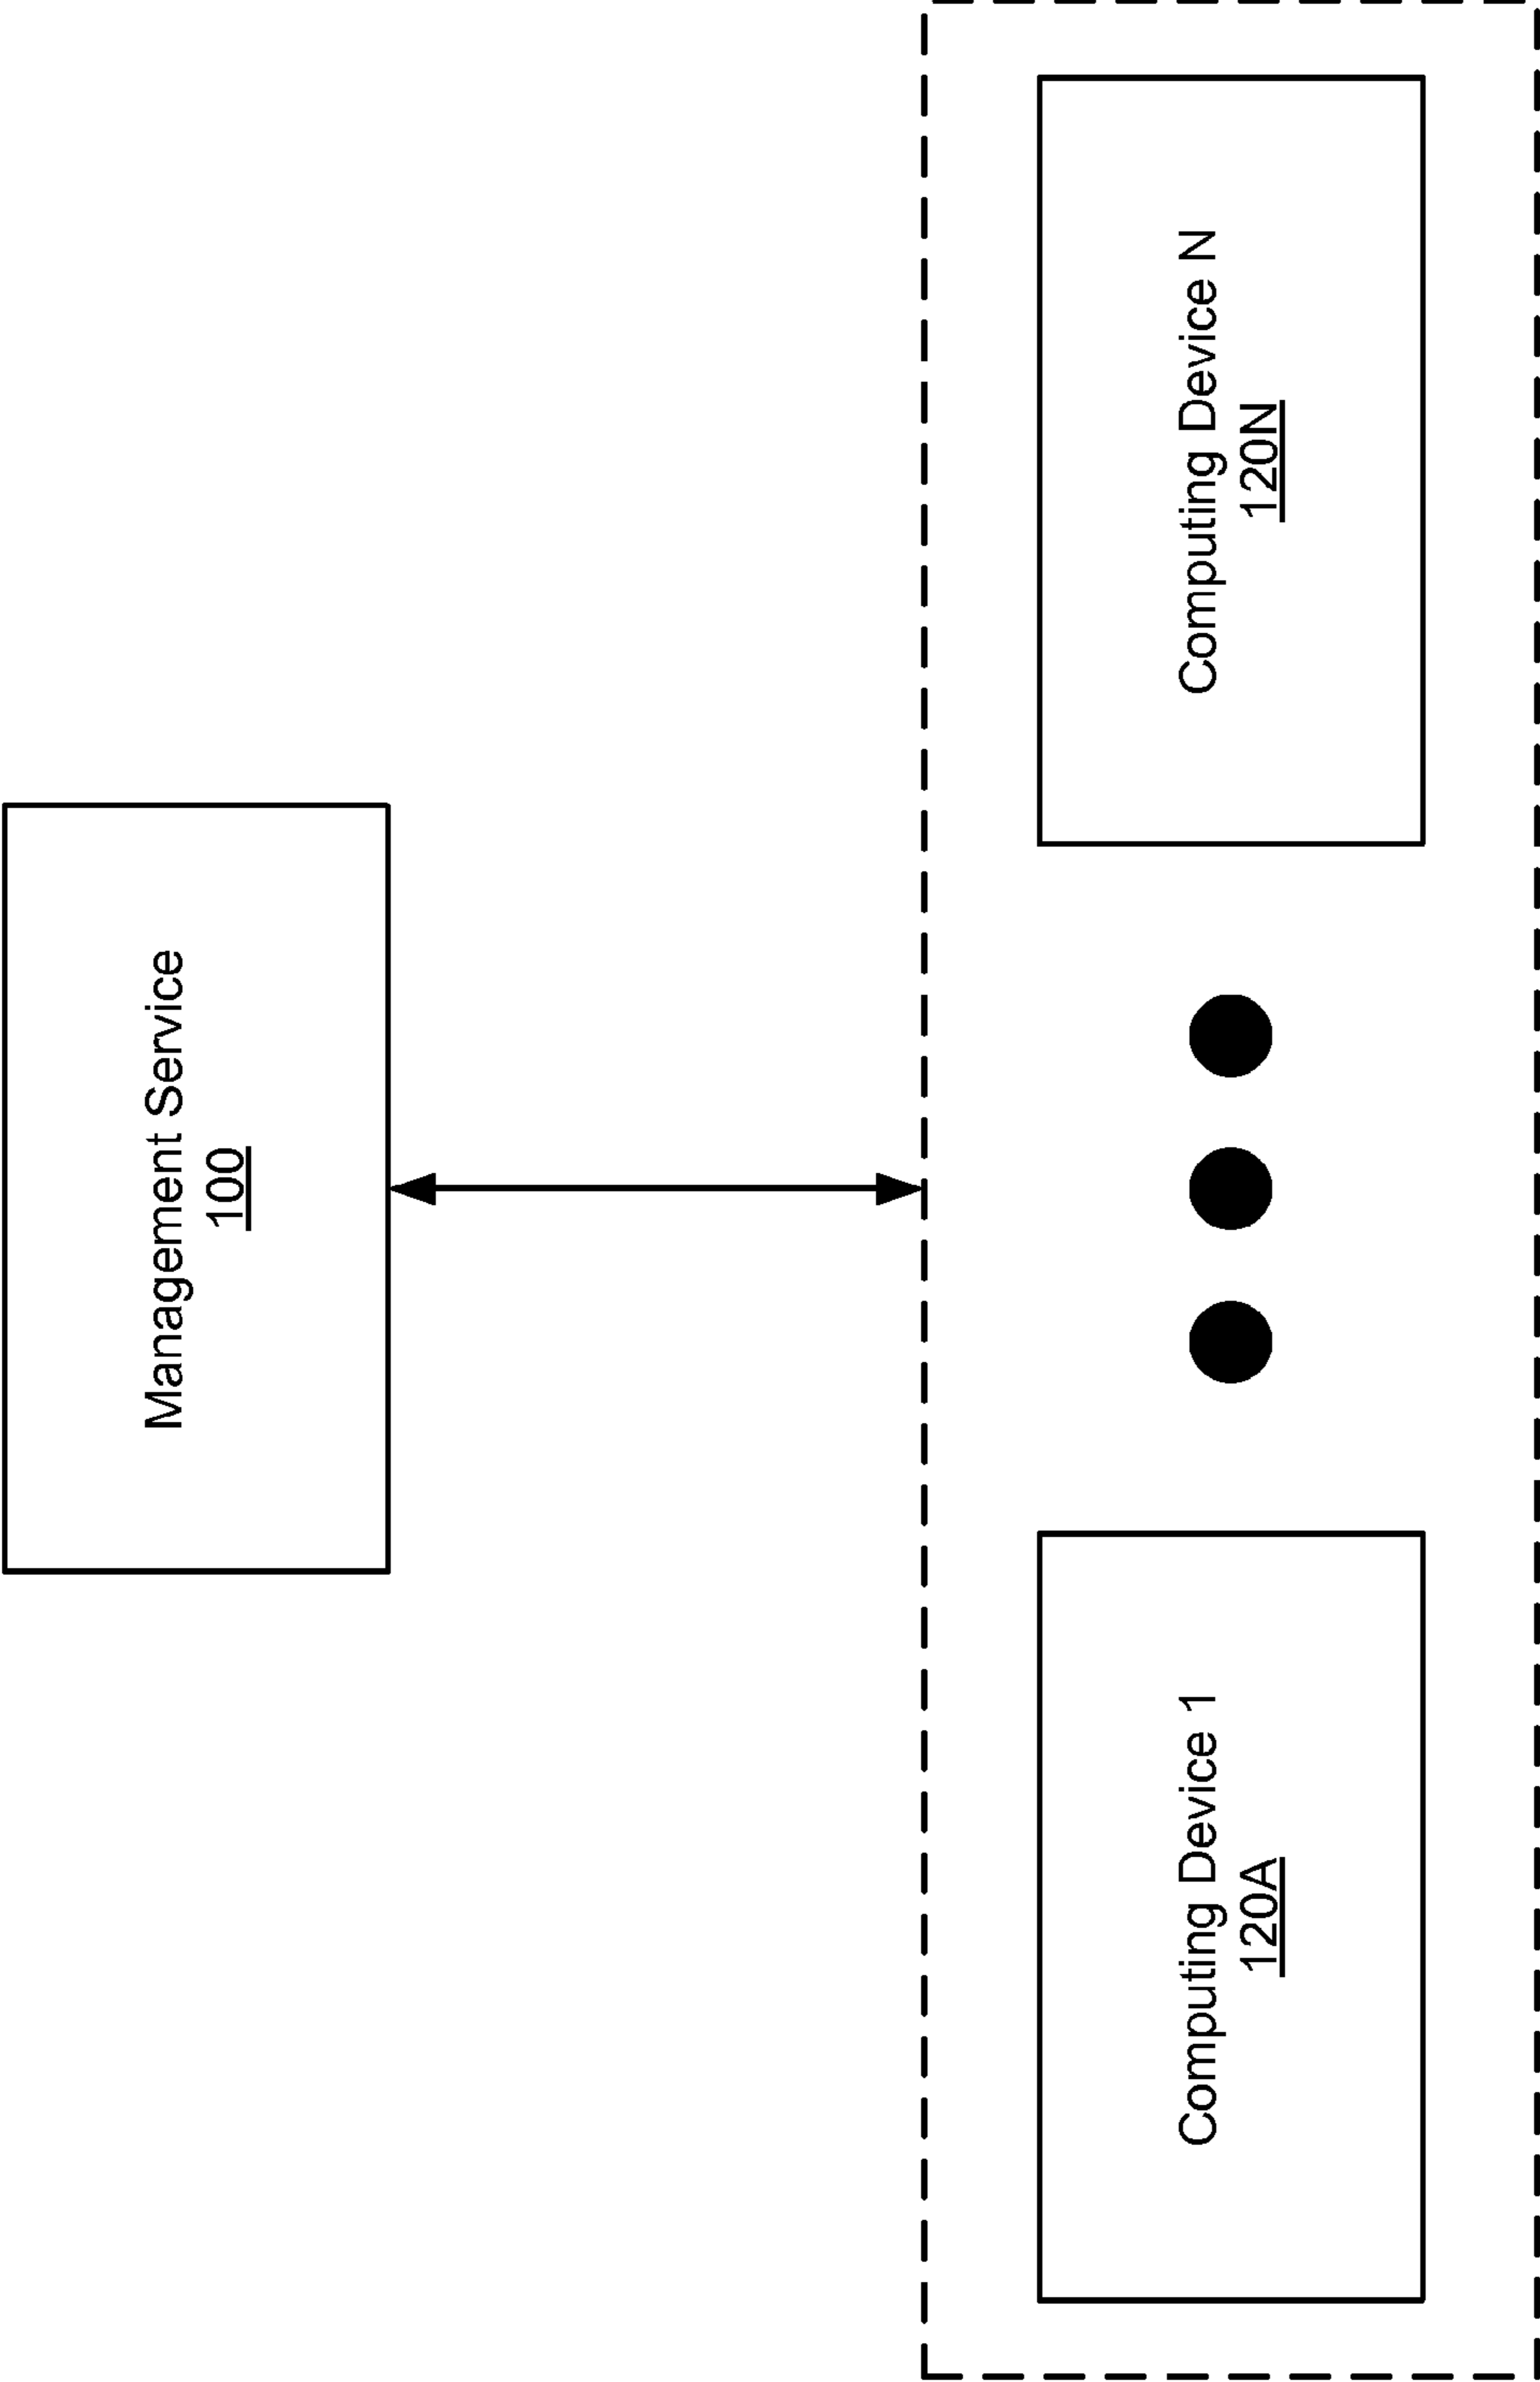 Management Service
100
Computing Device 1
120A
Computing Device N
120N